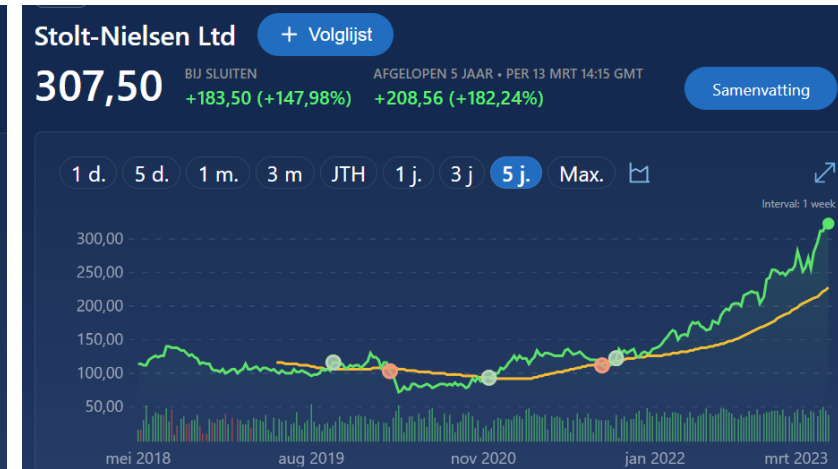 Stolt-Nielsen Ltd
+ Volglijst
307,50
BIJ SLUITEN
+183,50 (+147,98%)
AFGELOPEN 5 JAAR • PER 13 MRT 14:15 GMT
+208,56 (+182,24%)
Samenvatting
1 d. 5 d. 1 m. 3 m JTH 1 j. 3 j 5 j. Max.
Interval: 1 week
300,00
250,00
200,00
150,00
100,00
50,00
mei 2018 aug 2019 nov 2020 jan 2022 mrt 2023